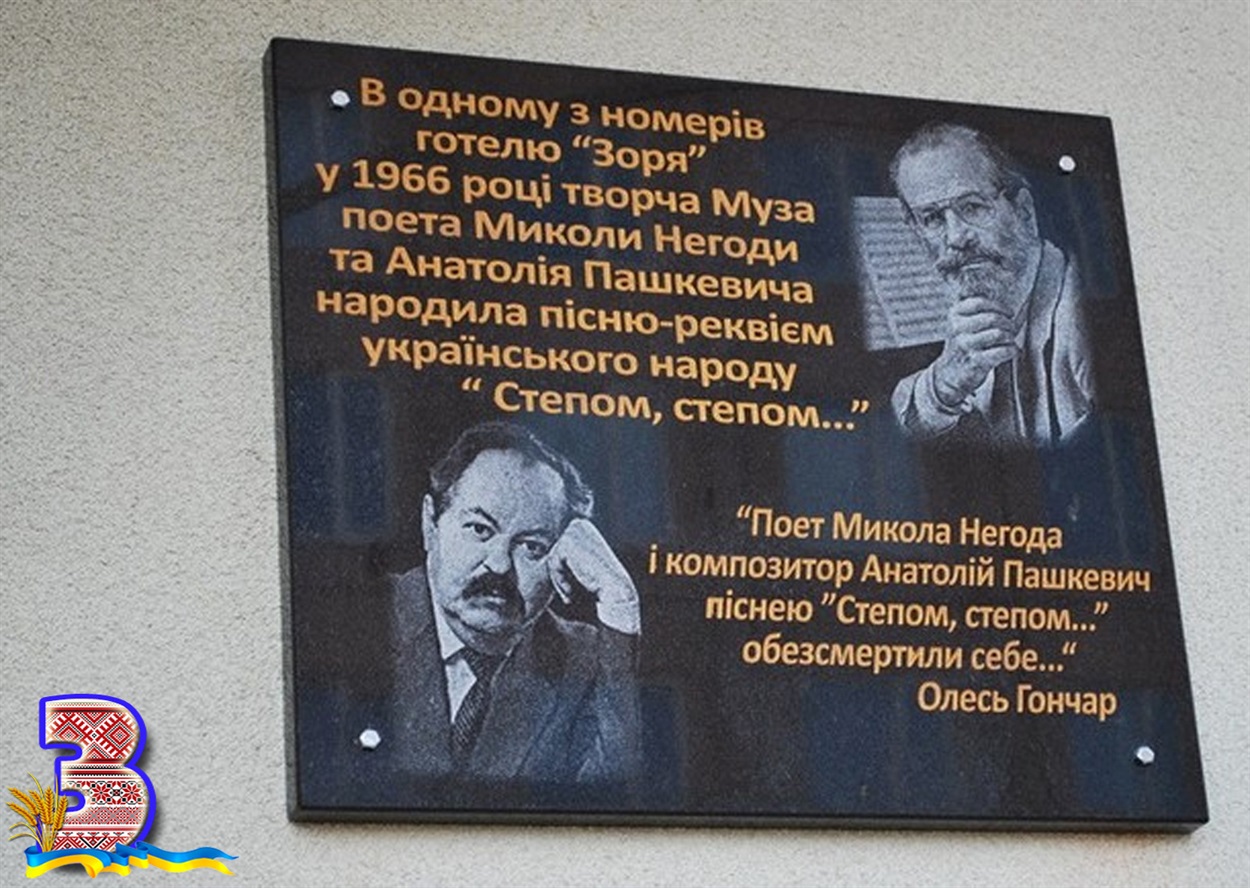 В одному з номерів
готелю “Зоря”
у 1966 році творча Муза
поета Миколи Негоди
та Анатолія Пашкевича
народила пісню-реквієм
українського народу
“ Степом, степом...”
“Поет Микола Негода
і композитор Анатолій Пашкевич
піснею ”Степом, степом...”
обезсмертили себе...“
Олесь Гончар
З